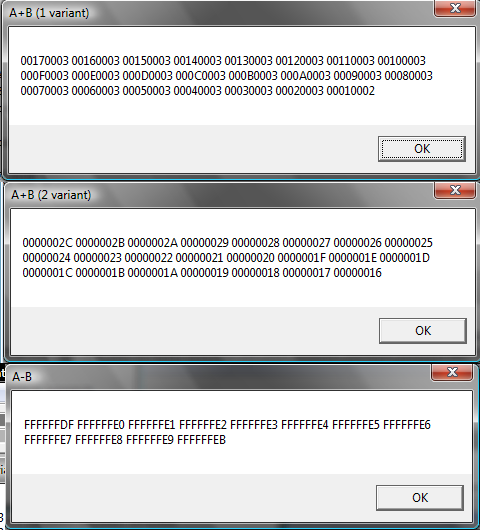 A+B (1 variant)
00170003 00160003 00150003 00140003 00130003 00120003 00110003 00100003
000F0003 000E0003 000D0003 000C0003 000B0003 000A0003 00090003 00080003
00070003 00060003 00050003 00040003 00030003 00020003 00010002
OK
A+B (2 variant)
0000002C 0000002B 0000002A 00000029 00000028 00000027 00000026 00000025
00000024 00000023 00000022 00000021 00000020 0000001F 0000001E 0000001D
0000001C 0000001B 0000001A 00000019 00000018 00000017 00000016
OK
A-B
FFFFFFDF FFFFFFE0 FFFFFFE1 FFFFFFE2 FFFFFFE3 FFFFFFE4 FFFFFFE5 FFFFFFE6
FFFFFFE7 FFFFFFE8 FFFFFFE9 FFFFFFEB
OK